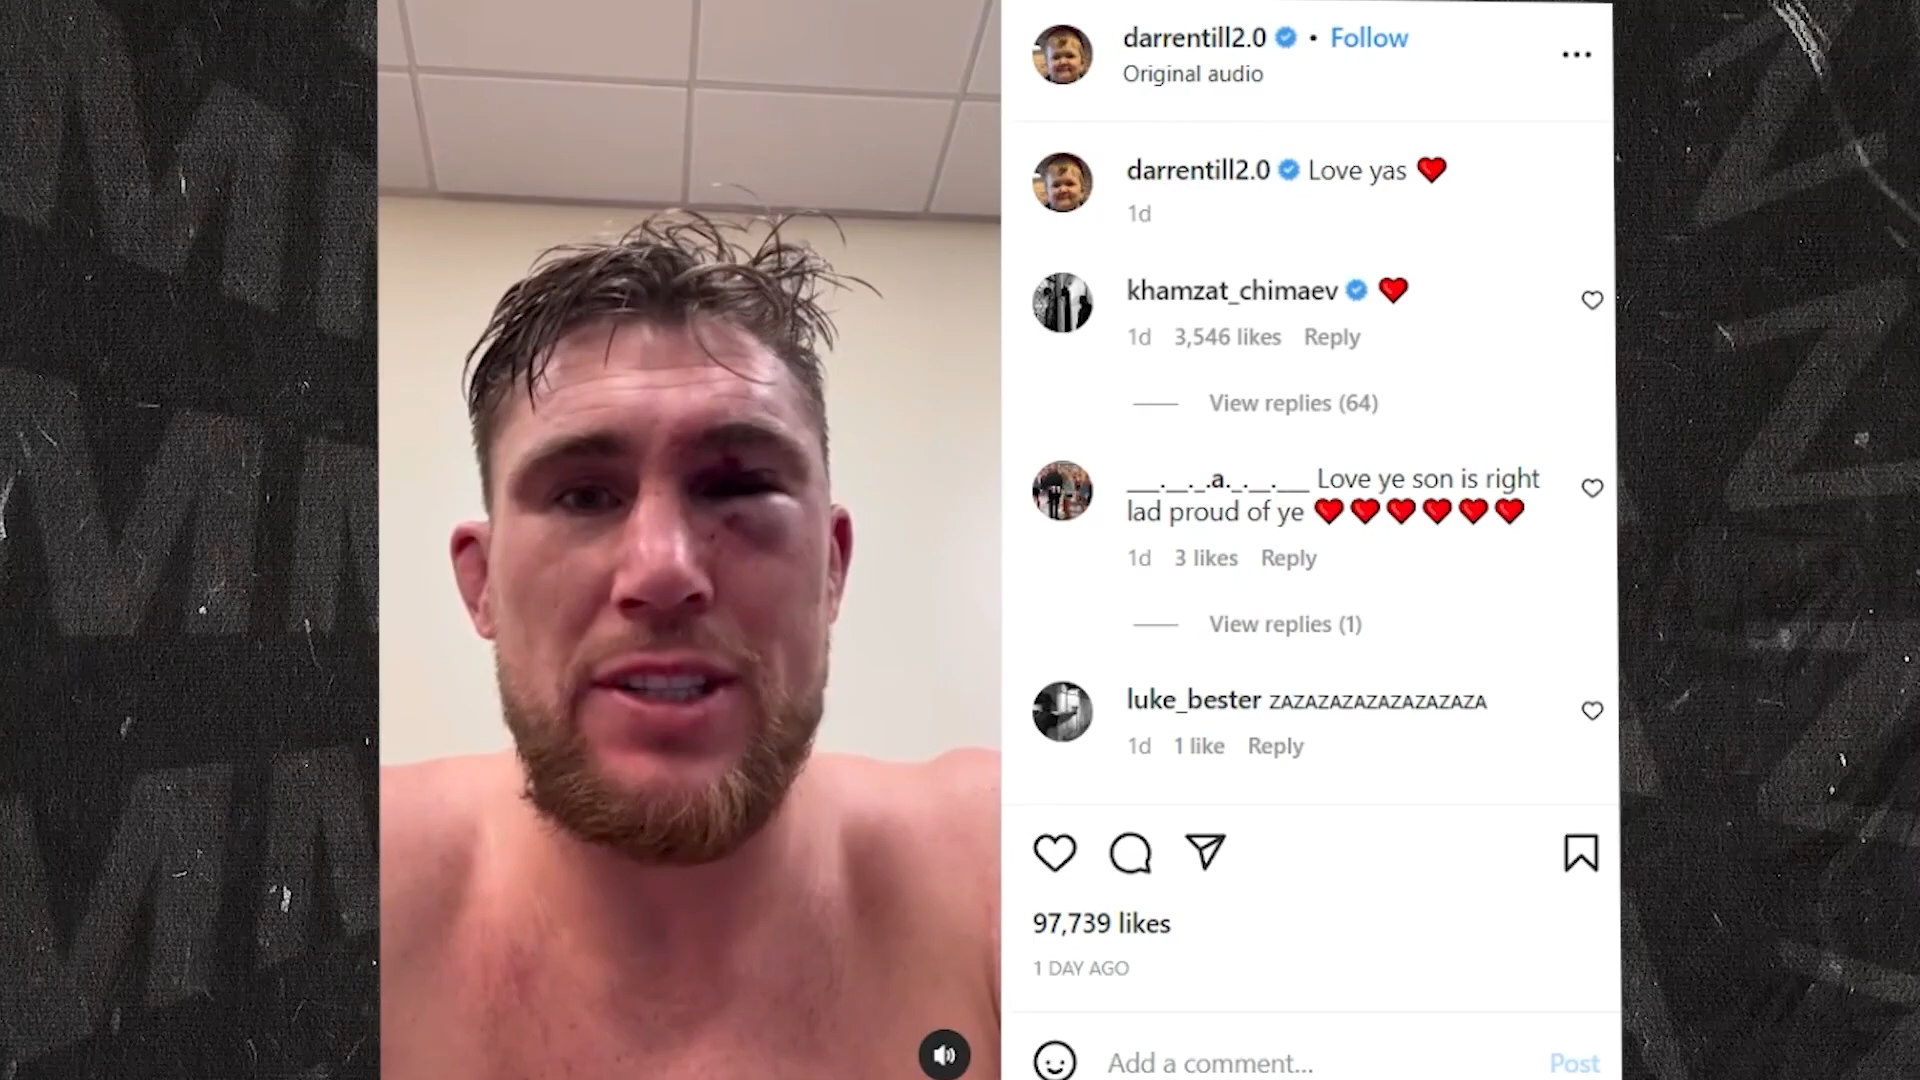 darrentill2.0 • Follow
Original audio
darrentill2.0 Love yas ❤️
1d
khamzat_chimaev ❤️
1d 3,546 likes Reply
View replies (64)
___._._.a._.__.___ Love ye son is right
lad proud of ye ❤️❤️❤️❤️❤️❤️
1d 3 likes Reply
View replies (1)
luke_bester ZAZAZAZAZAZAZAZAZA
1d 1 like Reply
97,739 likes
1 DAY AGO
Add a comment... Post